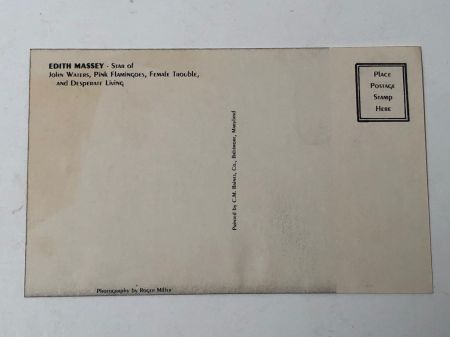 EDITH MASSEY - Star of
John Waters, Pink Flamingoes, Female Trouble,
and Desperate Living
Place
Postage
Stamp
Here
Printed by C.M. Baines, Co., Baltimore, Maryland
Photography by Roger Miller